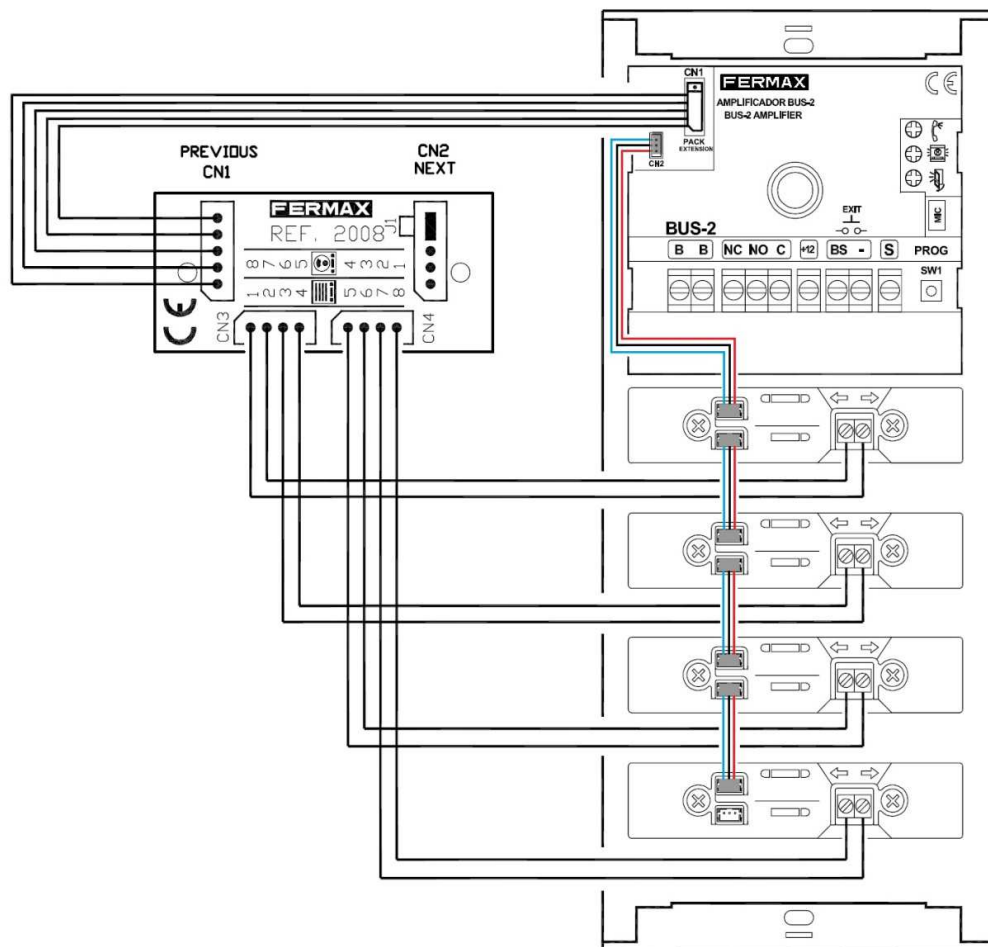 CN1
FERMAX
CE
AMPLIFICADOR BUS-2
BUS-2 AMPLIFIER
PACK
EXTENSION
CN2
EXIT
MIC
BUS-2
B B NC NO C +12 BS - S PROG
SW1
PREVIOUS
CN1
CN2
NEXT
FERMAX
REF. 2008
J1
8 7 6 5 4 3 2 1
1 2 3 4 5 6 7 8
CE
CN3
CN4